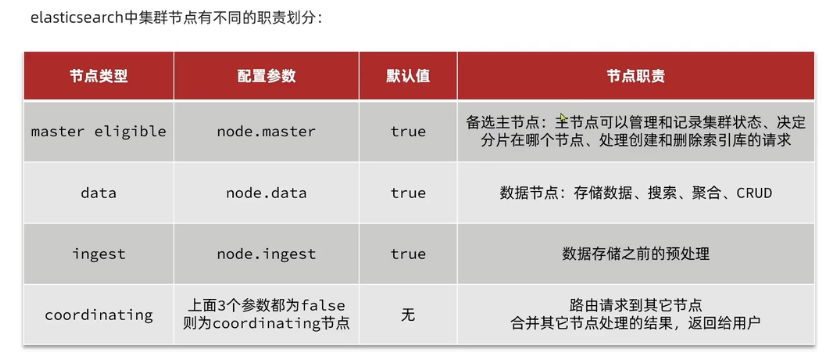 elasticsearch中集群节点有不同的职责划分：
节点类型 配置参数 默认值 节点职责
master eligible node.master true 备选主节点：主节点可以管理和记录集群状态、决定
分片在哪个节点、处理创建和删除索引库的请求
data node.data true 数据节点：存储数据、搜索、聚合、CRUD
ingest node.ingest true 数据存储之前的预处理
coordinating 上面3个参数都为false
则为coordinating节点 无 路由请求到其它节点
合并其它节点处理的结果，返回给用户